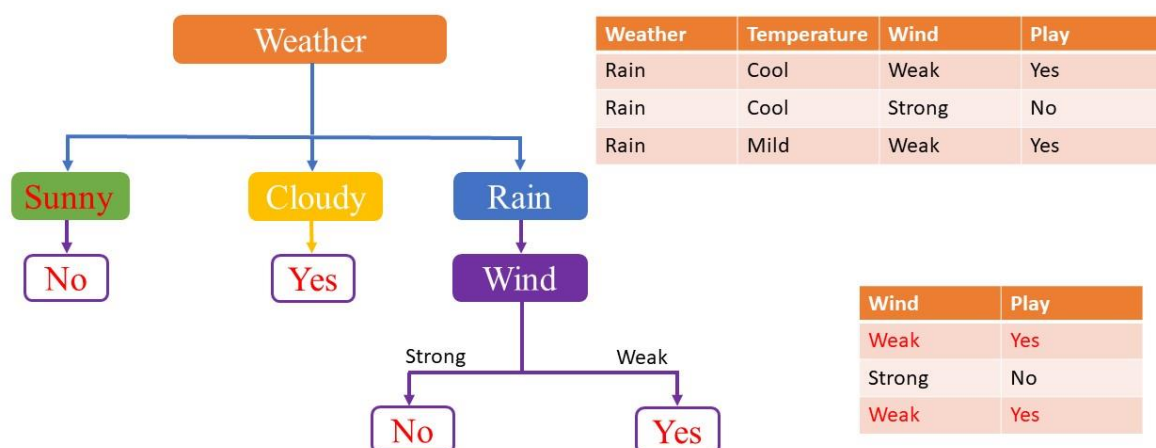 Weather
Sunny Cloudy Rain
No Yes Wind
Strong Weak
No Yes
Weather Temperature Wind Play
Rain Cool Weak Yes
Rain Cool Strong No
Rain Mild Weak Yes
Wind Play
Weak Yes
Strong No
Weak Yes